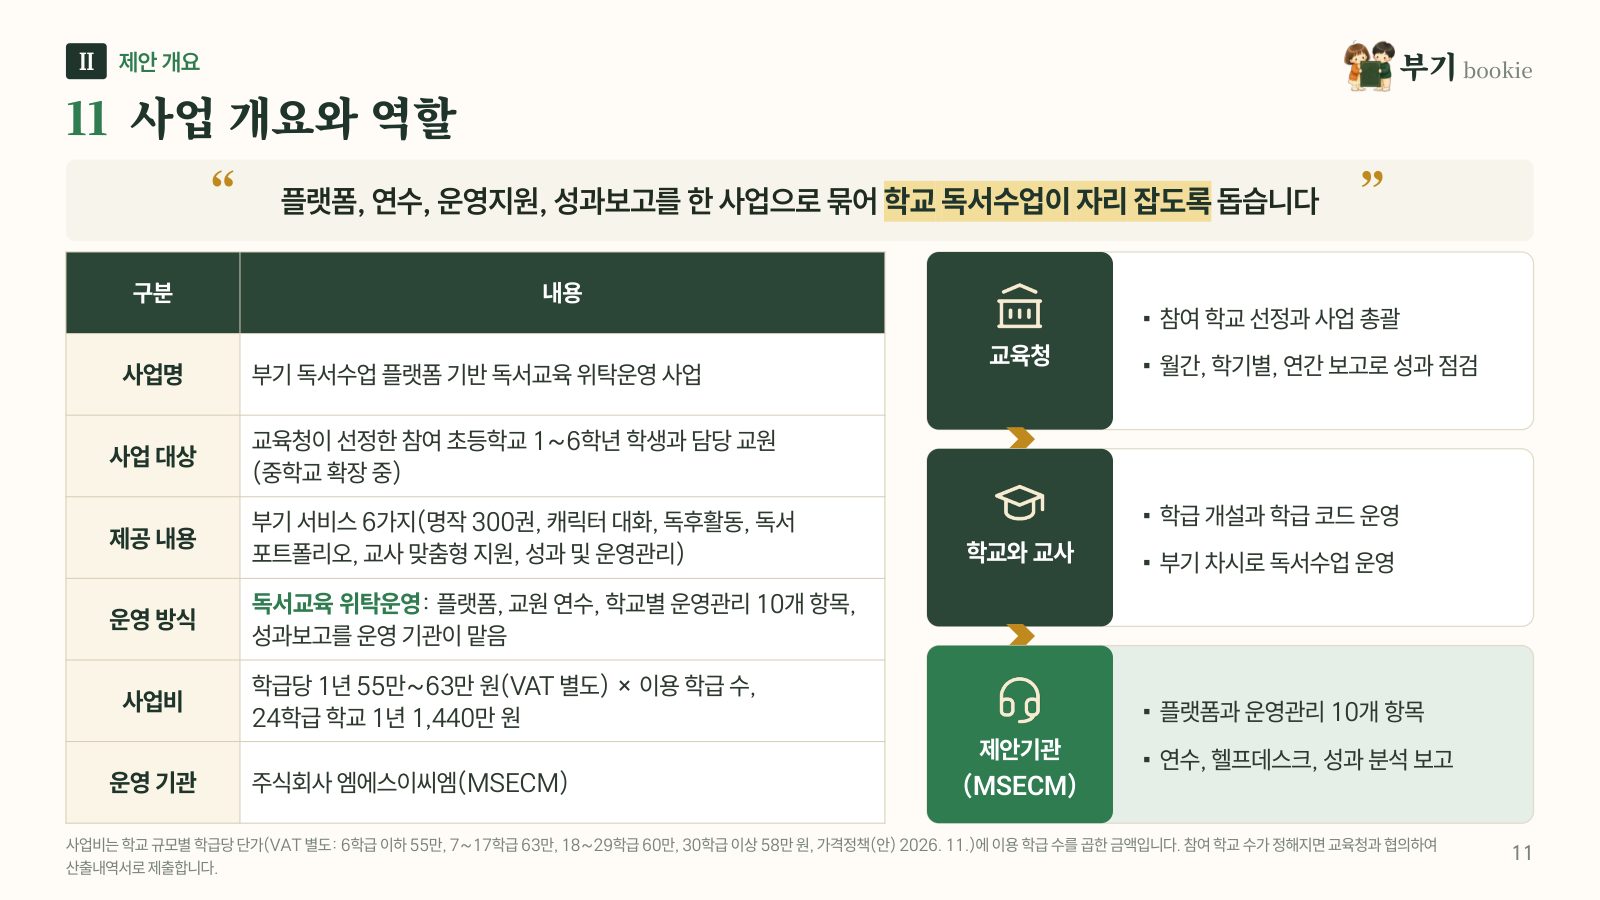 II 제안 개요
부기 bookie
11 사업 개요와 역할
“ 플랫폼, 연수, 운영지원, 성과보고를 한 사업으로 묶어 학교 독서수업이 자리 잡도록 돕습니다 ”
구분 내용
사업명 부기 독서수업 플랫폼 기반 독서교육 위탁운영 사업
사업 대상 교육청이 선정한 참여 초등학교 1~6학년 학생과 담당 교원
(중학교 확장 중)
제공 내용 부기 서비스 6가지(명작 300권, 캐릭터 대화, 독후활동, 독서
포트폴리오, 교사 맞춤형 지원, 성과 및 운영관리)
운영 방식 독서교육 위탁운영: 플랫폼, 교원 연수, 학교별 운영관리 10개 항목,
성과보고를 운영 기관이 맡음
사업비 학급당 1년 55만~63만 원(VAT 별도) × 이용 학급 수,
24학급 학교 1년 1,440만 원
운영 기관 주식회사 엠에스이씨엠(MSECM)
교육청
▪ 참여 학교 선정과 사업 총괄
▪ 월간, 학기별, 연간 보고로 성과 점검
학교와 교사
▪ 학급 개설과 학급 코드 운영
▪ 부기 차시로 독서수업 운영
제안기관
(MSECM)
▪ 플랫폼과 운영관리 10개 항목
▪ 연수, 헬프데스크, 성과 분석 보고
사업비는 학교 규모별 학급당 단가(VAT 별도: 6학급 이하 55만, 7~17학급 63만, 18~29학급 60만, 30학급 이상 58만 원, 가격정책(안) 2026. 11.)에 이용 학급 수를 곱한 금액입니다. 참여 학교 수가 정해지면 교육청과 협의하여
산출내역서로 제출합니다.
11